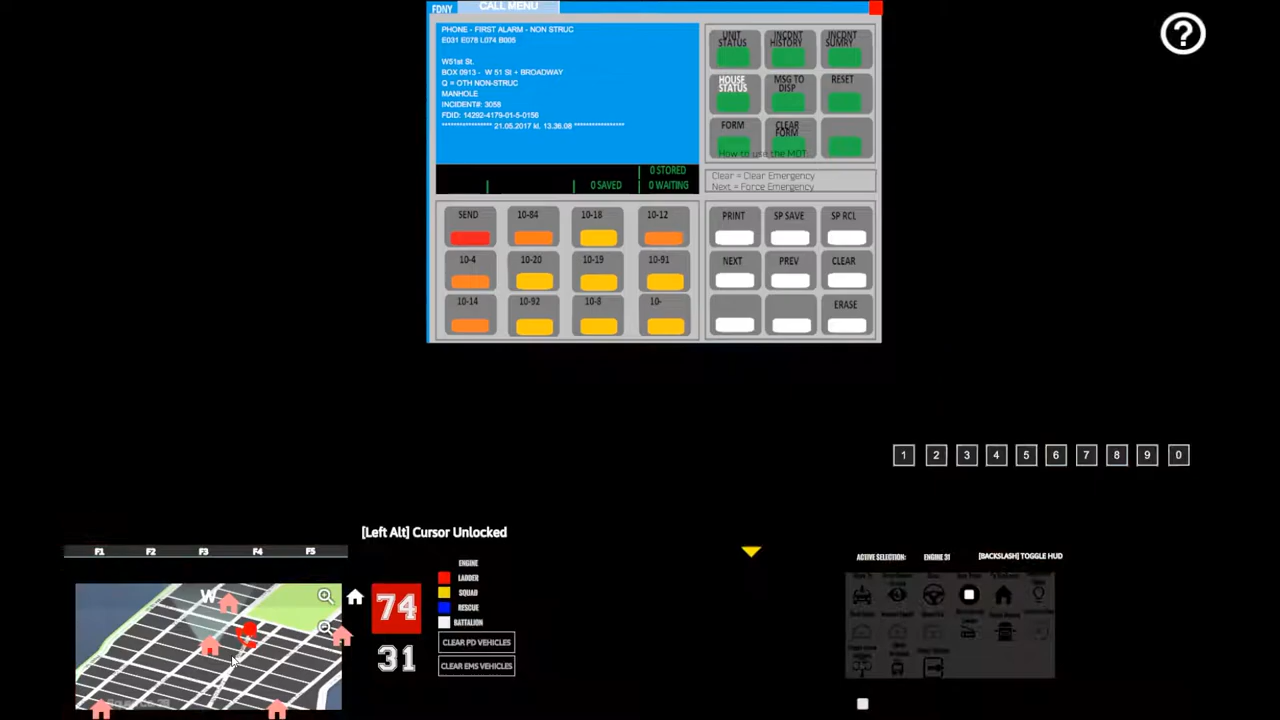 FDNY
CALL MENU
PHONE - FIRST ALARM - NON STRUC
E031 E078 L074 B005
W51st St.
BOX 0913 - W 51 St + BROADWAY
Q = OTH NON-STRUC
MANHOLE
INCIDENT#: 3058
FDID: 14292-4179-01-5-0156
***************** 21.05.2017 kl. 13.36.08 *****************
0 STORED
0 SAVED
0 WAITING
UNIT STATUS
INCDNT HISTORY
INCDNT SUMRY
HOUSE STATUS
MSG TO DISP
RESET
FORM
CLEAR FORM
How to use the MDT...
Clear = Clear Emergency
Next = Force Emergency
SEND
10-84
10-18
10-12
10-4
10-20
10-19
10-91
10-14
10-92
10-8
10-
PRINT
SP SAVE
SP RCL
NEXT
PREV
CLEAR
ERASE
?
1 2 3 4 5 6 7 8 9 0
[Left Alt] Cursor Unlocked
F1 F2 F3 F4 F5
W
74
31
ENGINE
LADDER
SQUAD
RESCUE
BATTALION
CLEAR PD VEHICLES
CLEAR EMS VEHICLES
ACTIVE SELECTION:
ENGINE 31
[BACKSLASH] TOGGLE HUD